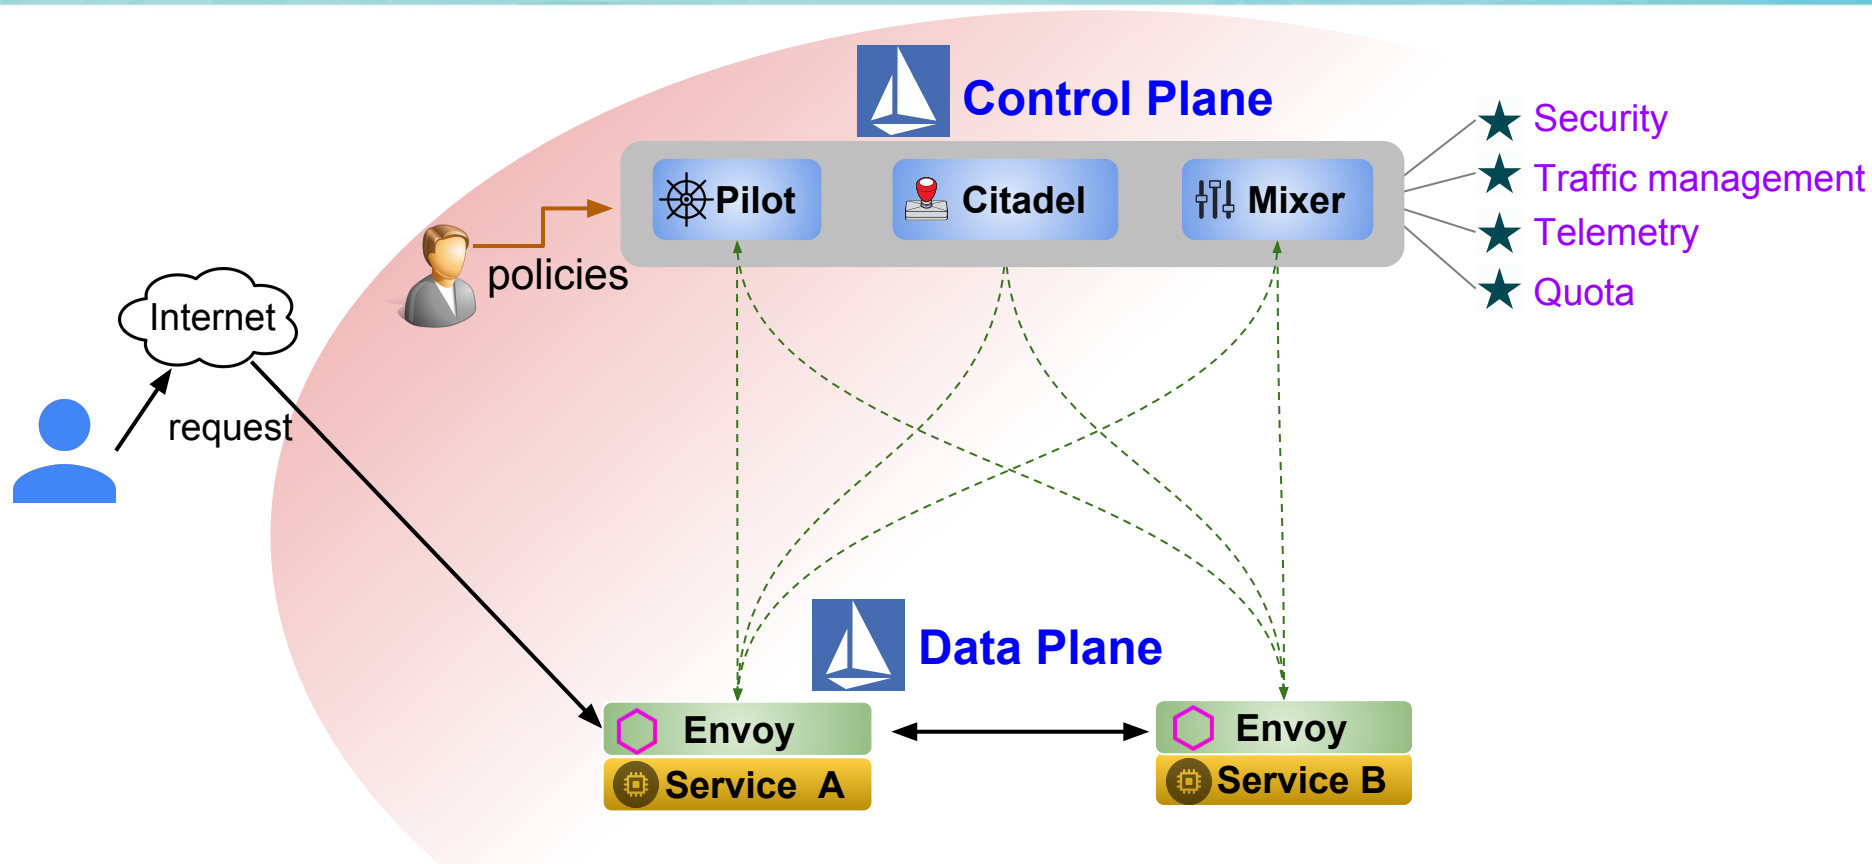 Control Plane
Security
Traffic management
Telemetry
Quota
Pilot
Citadel
Mixer
policies
Internet
request
Data Plane
Envoy
Service A
Envoy
Service B